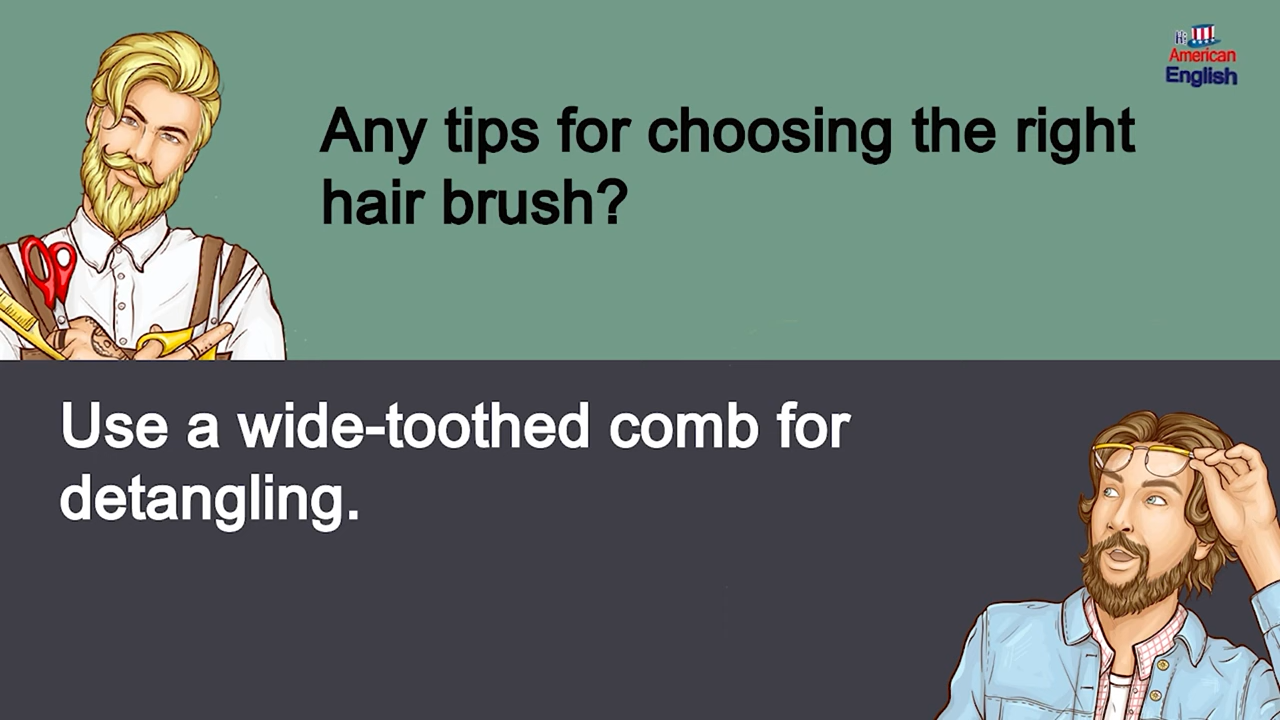 Hi
American
English
Any tips for choosing the right
hair brush?
Use a wide-toothed comb for
detangling.